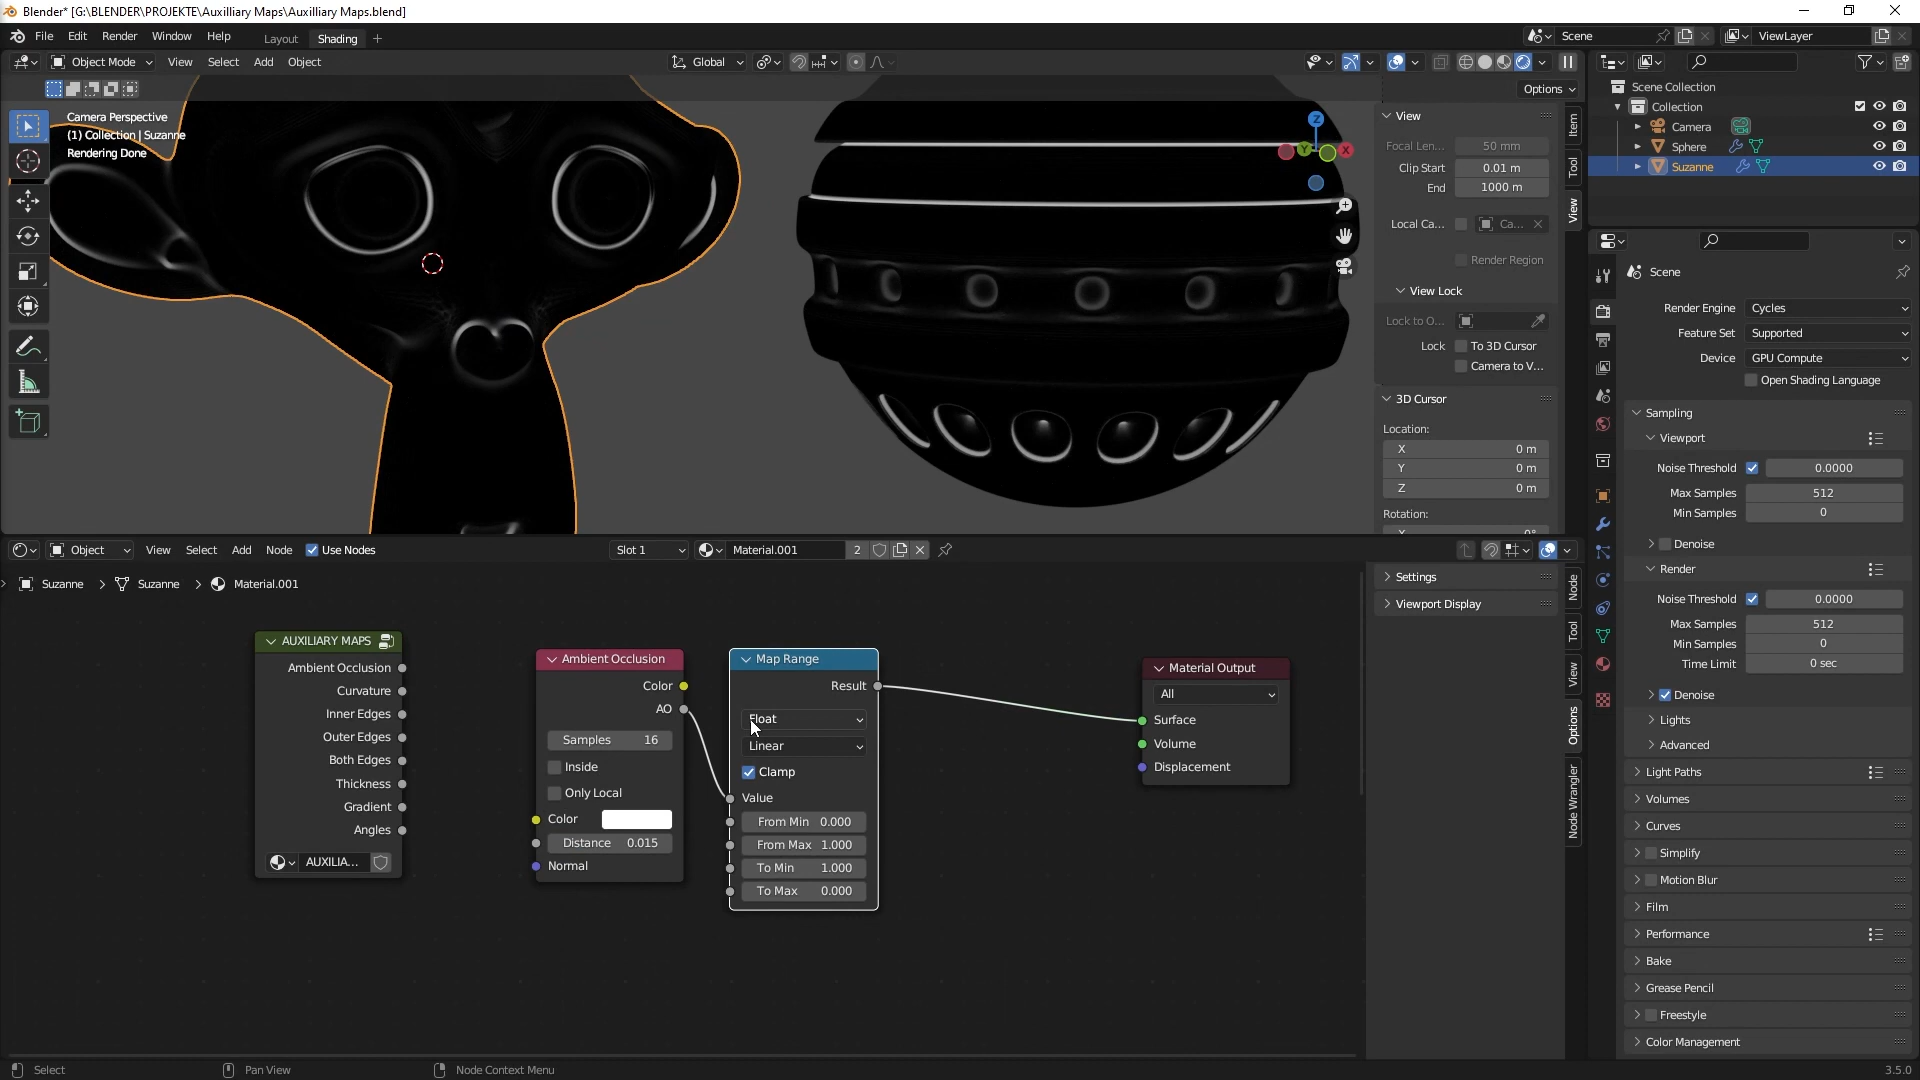 Blender* [G:\BLENDER\PROJEKTE\Auxilliary Maps\Auxilliary Maps.blend]
File Edit Render Window Help Layout Shading +
Scene ViewLayer
Object Mode View Select Add Object Global
Options
Camera Perspective
(1) Collection | Suzanne
Rendering Done
Z
Y
X
View
Focal Len... 50 mm
Clip Start 0.01 m
End 1000 m
Local Ca... Ca...
Render Region
View Lock
Lock to O...
Lock To 3D Cursor
Camera to V...
3D Cursor
Location:
X 0 m
Y 0 m
Z 0 m
Rotation:
Item
Tool
View
Scene Collection
Collection
Camera
Sphere
Suzanne
Scene
Render Engine Cycles
Feature Set Supported
Device GPU Compute
Open Shading Language
Sampling
Viewport
Noise Threshold 0.0000
Max Samples 512
Min Samples 0
Denoise
Render
Noise Threshold 0.0000
Max Samples 512
Min Samples 0
Time Limit 0 sec
Denoise
Lights
Advanced
Light Paths
Volumes
Curves
Simplify
Motion Blur
Film
Performance
Bake
Grease Pencil
Freestyle
Color Management
Object View Select Add Node Use Nodes Slot 1 Material.001 2
Suzanne > Suzanne > Material.001
AUXILIARY MAPS
Ambient Occlusion
Curvature
Inner Edges
Outer Edges
Both Edges
Thickness
Gradient
Angles
AUXILIA...
Ambient Occlusion
Color
AO
Samples 16
Inside
Only Local
Color
Distance 0.015
Normal
Map Range
Result
Float
Linear
Clamp
Value
From Min 0.000
From Max 1.000
To Min 1.000
To Max 0.000
Material Output
All
Surface
Volume
Displacement
Settings
Viewport Display
Node
Tool
View
Options
Node Wrangler
Select Pan View Node Context Menu 3.5.0